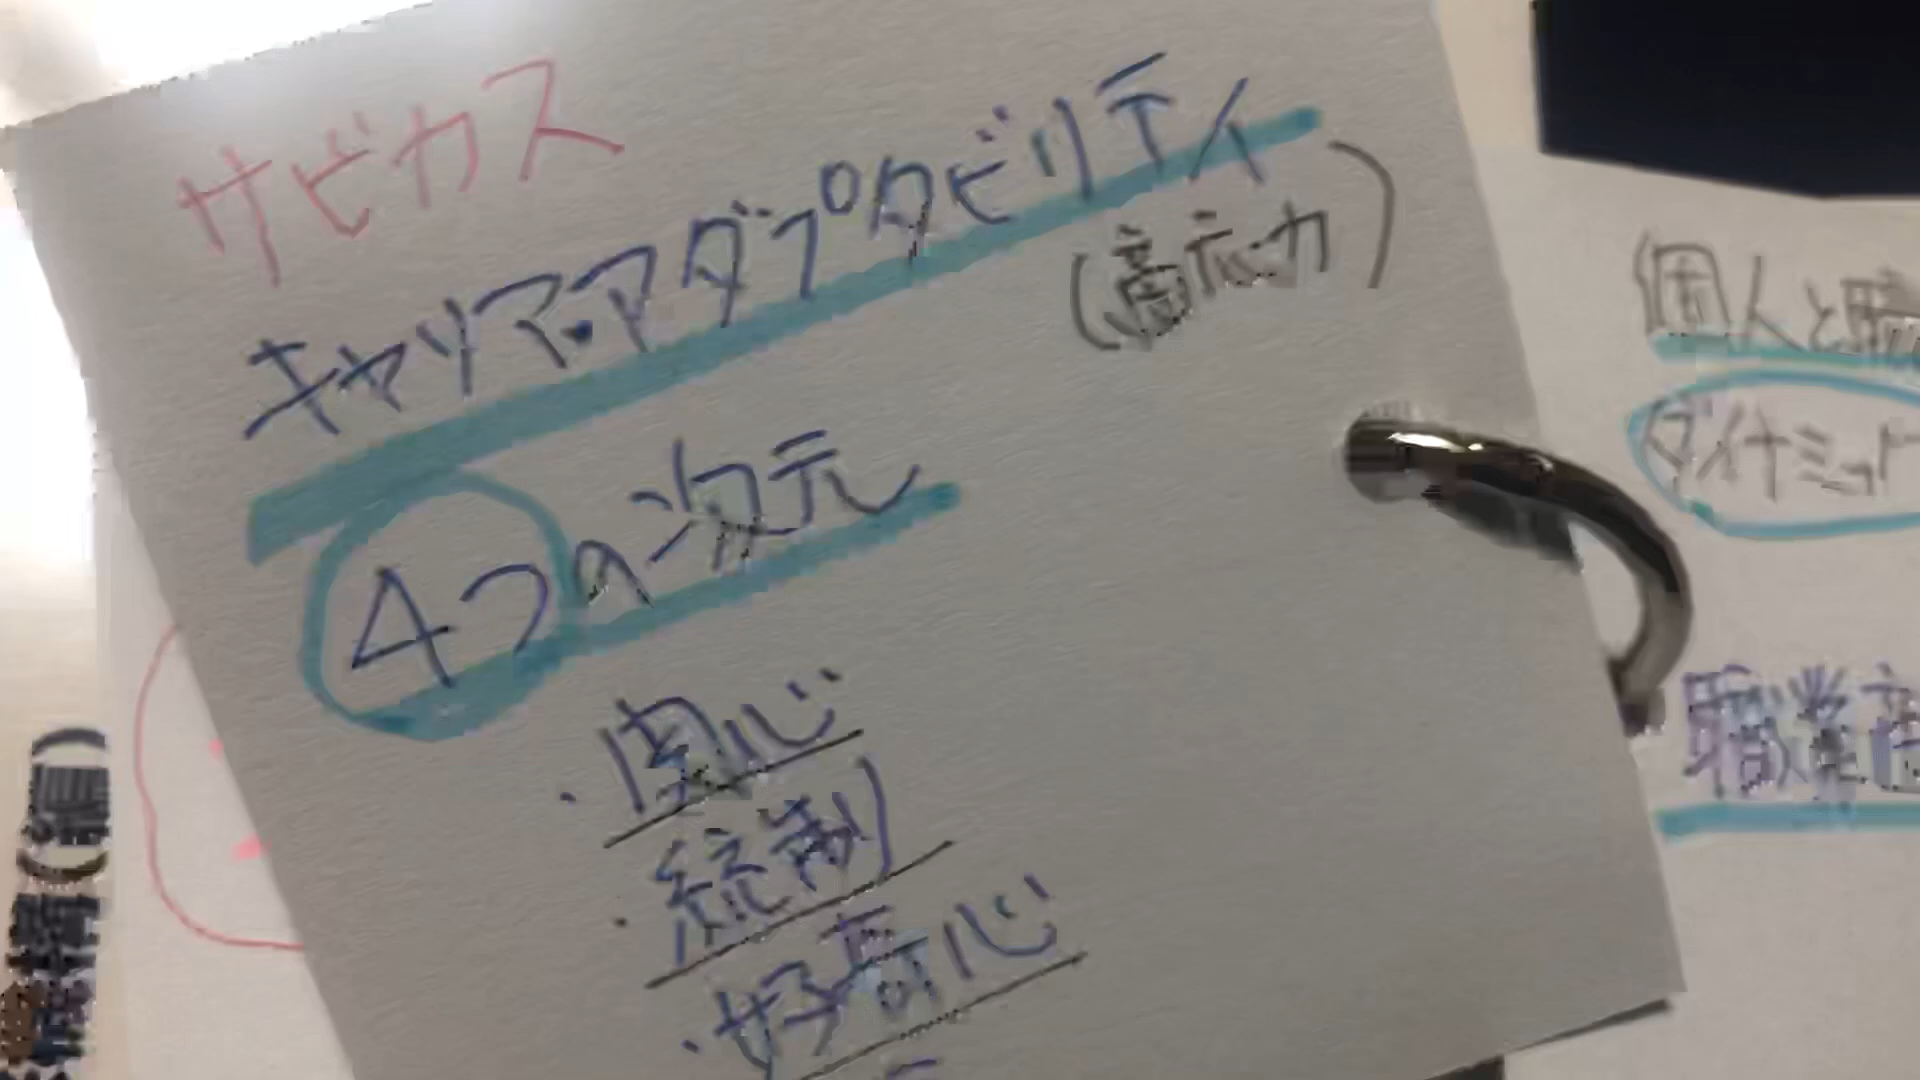 サビカス
キャリア・アダプタビリティ
(適応力)
4つの次元
・関心
・統制
・好奇心
(個人と職
ダイナミット
職業